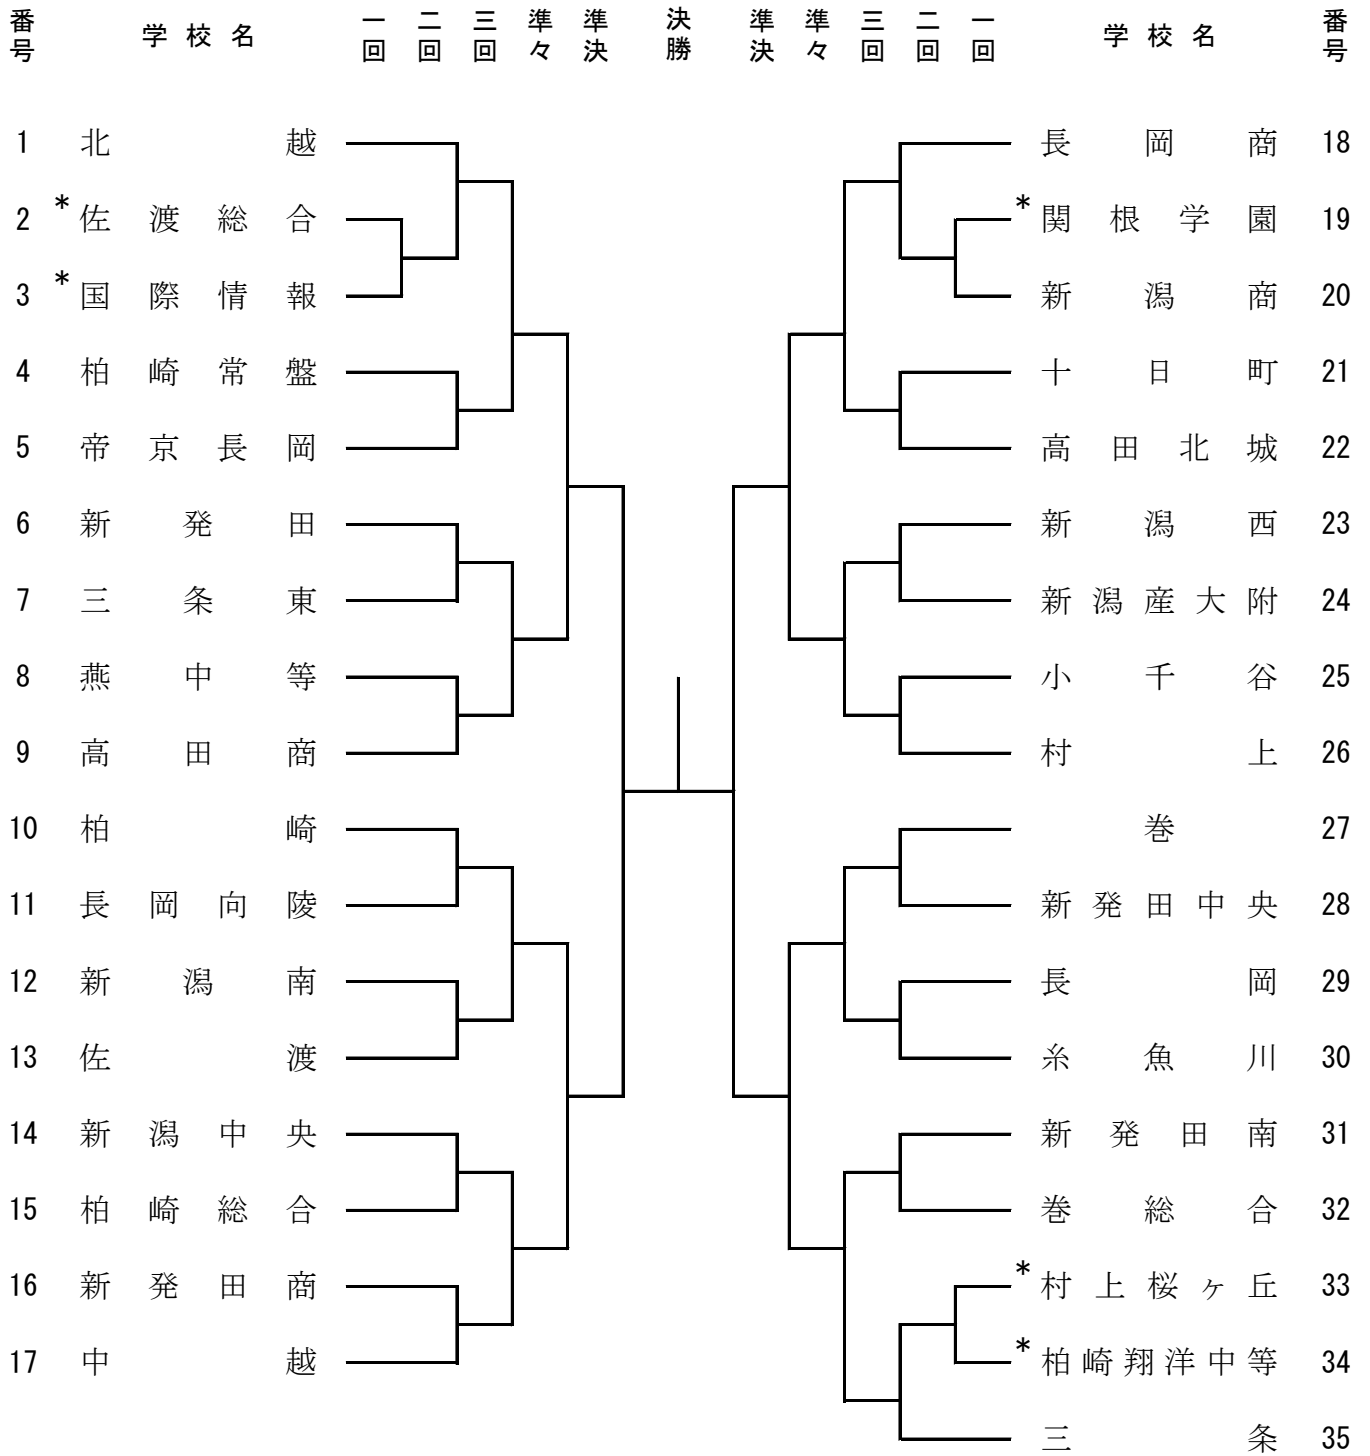 番号 学校名 一回 二回 三回 準々 準決 決勝 準決 準々 三回 二回 一回 学校名 番号
1 北越 長岡商 18
2 *佐渡総合 *関根学園 19
3 *国際情報 新潟商 20
4 柏崎常盤 十日町 21
5 帝京長岡 高田北城 22
6 新発田 新潟西 23
7 三条東 新潟産大附 24
8 燕中等 小千谷 25
9 高田商 村上 26
10 柏崎 巻 27
11 長岡向陵 新発田中央 28
12 新潟南 長岡 29
13 佐渡 糸魚川 30
14 新潟中央 新発田南 31
15 柏崎総合 巻総合 32
16 新発田商 *村上桜ヶ丘 33
17 中越 *柏崎翔洋中等 34
三条 35